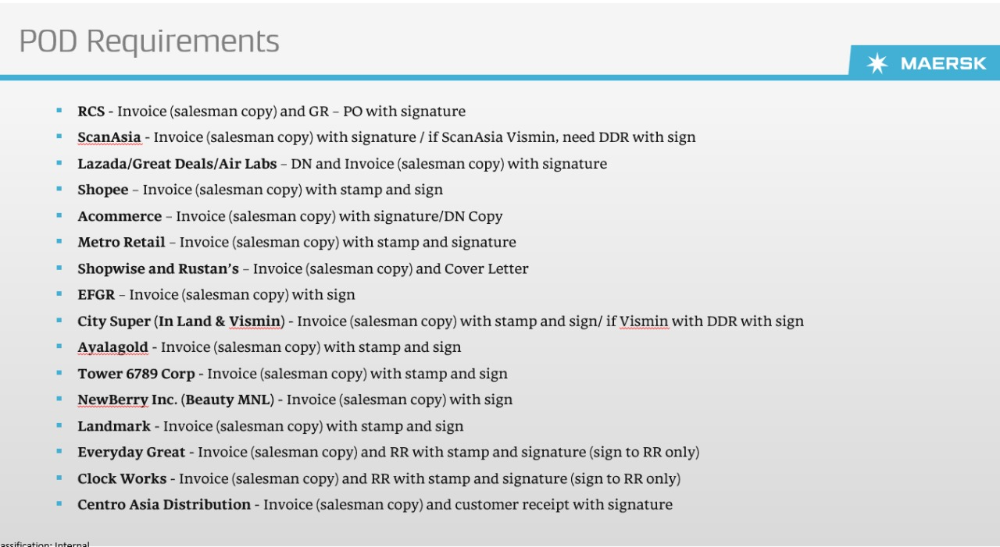 POD Requirements
MAERSK
RCS - Invoice (salesman copy) and GR – PO with signature
ScanAsia - Invoice (salesman copy) with signature / if ScanAsia Vismin, need DDR with sign
Lazada/Great Deals/Air Labs – DN and Invoice (salesman copy) with signature
Shopee – Invoice (salesman copy) with stamp and sign
Acommerce – Invoice (salesman copy) with signature/DN Copy
Metro Retail – Invoice (salesman copy) with stamp and signature
Shopwise and Rustan’s – Invoice (salesman copy) and Cover Letter
EFGR – Invoice (salesman copy) with sign
City Super (In Land & Vismin) - Invoice (salesman copy) with stamp and sign/ if Vismin with DDR with sign
Ayalagold - Invoice (salesman copy) with stamp and sign
Tower 6789 Corp - Invoice (salesman copy) with stamp and sign
NewBerry Inc. (Beauty MNL) - Invoice (salesman copy) with sign
Landmark - Invoice (salesman copy) with stamp and sign
Everyday Great - Invoice (salesman copy) and RR with stamp and signature (sign to RR only)
Clock Works - Invoice (salesman copy) and RR with stamp and signature (sign to RR only)
Centro Asia Distribution - Invoice (salesman copy) and customer receipt with signature
assification: Internal